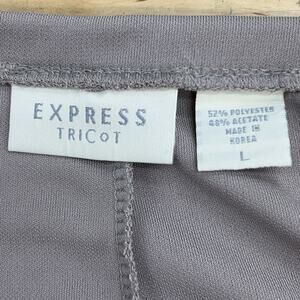 EXPRESS
TRICOT
52% POLYESTER
48% ACETATE
MADE IN
KOREA
L